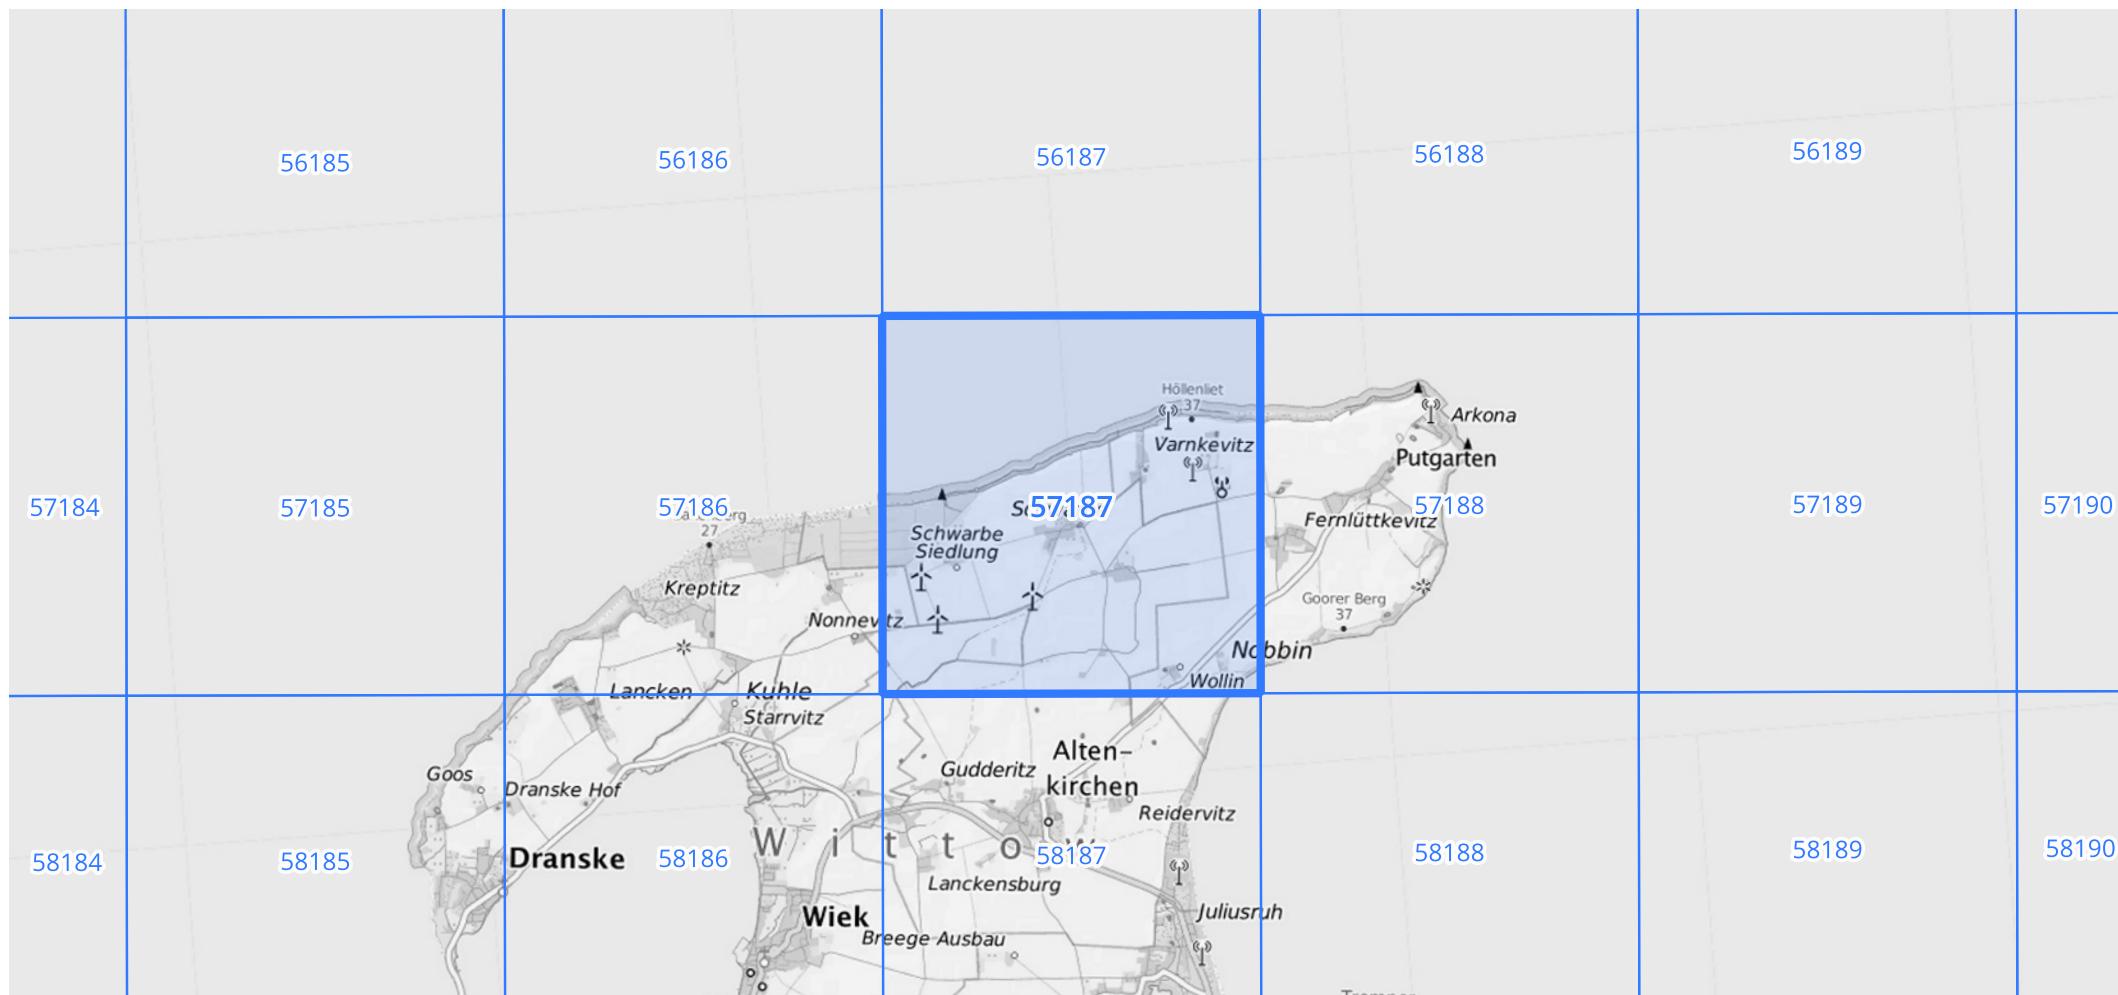 56185
56186
56187
56188
56189
Höllenliet
37
Arkona
Varnkevitz
Putgarten
57184
57185
57186
57187
57188
57189
57190
27
Schwarbe
Siedlung
Fernlüttkevitz
Kreptitz
Goorer Berg
37
Nonnevitz
Nobbin
Wollin
Lancken
Kuhle
Starrvitz
Alten-
kirchen
Gudderitz
Goos
Dranske Hof
Reidervitz
Wittow
58184
58185
58186
58187
58188
58189
58190
Dranske
Lanckensburg
Wiek
Juliusruh
Breege Ausbau